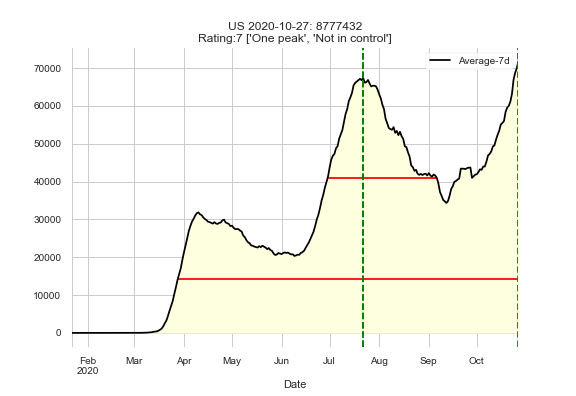 US 2020-10-27: 8777432
Rating:7 ['One peak', 'Not in control']
Average-7d
70000
60000
50000
40000
30000
20000
10000
0
Feb Mar Apr May Jun Jul Aug Sep Oct
2020
Date